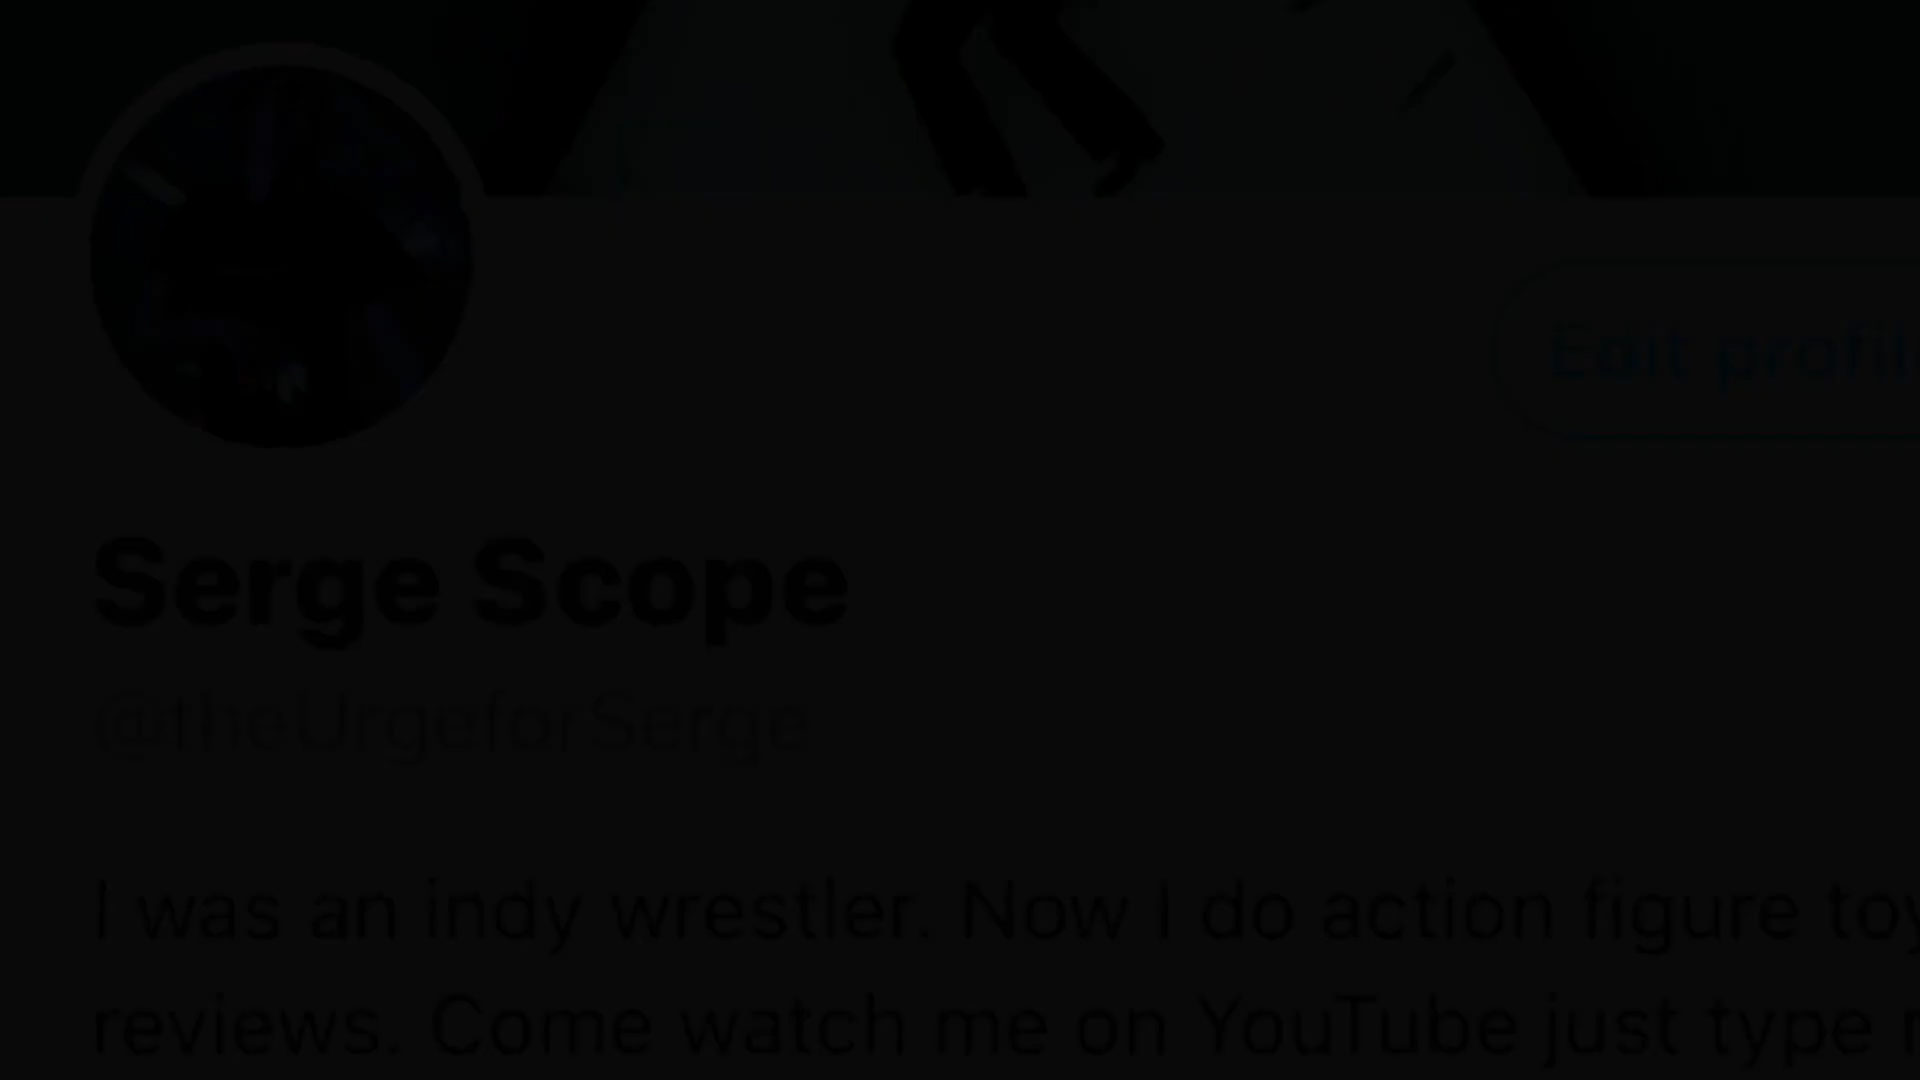 Edit profil
Serge Scope
@theUrgeforSerge
I was an indy wrestler. Now I do action figure toy
reviews. Come watch me on YouTube just type